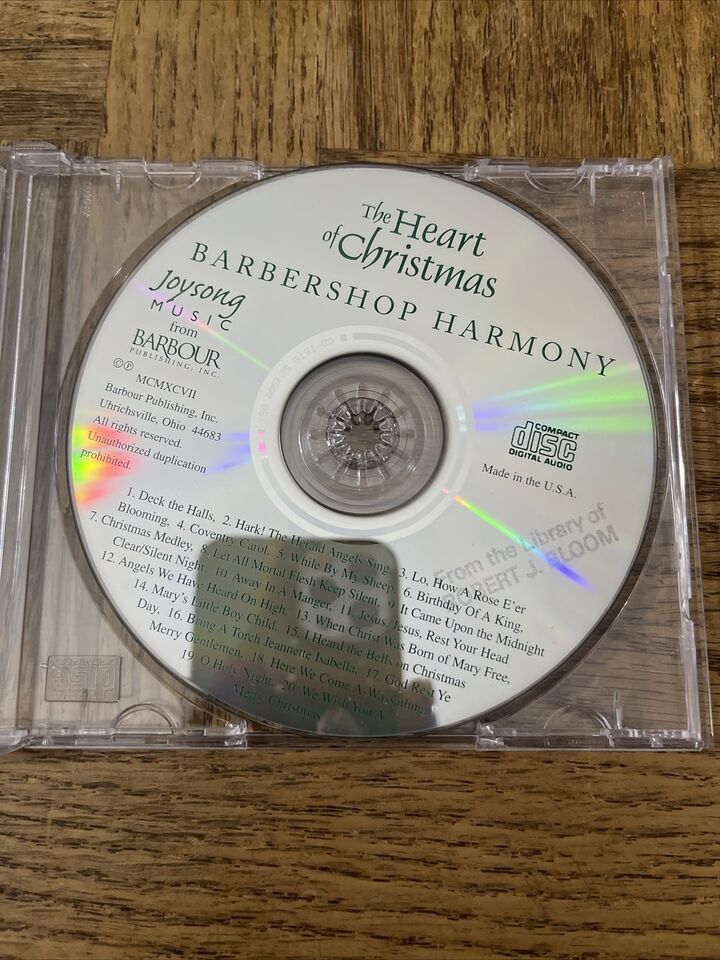 The Heart
of Christmas
BARBERSHOP HARMONY
Joysong
MUSIC
from
BARBOUR
PUBLISHING, INC.
©℗
MCMXCVII
Barbour Publishing, Inc.
Uhrichsville, Ohio 44683
All rights reserved.
Unauthorized duplication
prohibited.
COMPACT
disc
DIGITAL AUDIO
Made in the U.S.A.
From the Library of
ROBERT J. BLOOM
1. Deck the Halls, 2. Hark! The Herald Angels Sing, 3. Lo, How A Rose E'er
Blooming, 4. Coventry Carol, 5. While By My Sheep, 6. Birthday Of A King,
7. Christmas Medley, 8. Let All Mortal Flesh Keep Silent, It Came Upon the Midnight
Clear/Silent Night, 10. Away In A Manger, 11. Jesus, Jesus, Rest Your Head
12. Angels We Have Heard On High, 13. When Christ Was Born of Mary Free,
14. Mary's Little Boy Child, 15. I Heard the Bells on Christmas
Day, 16. Bring A Torch Jeannette Isabella, 17. God Rest Ye
Merry Gentlemen, 18. Here We Come A-Wassailing,
19. O Holy Night, 20. We Wish You A
Merry Christmas